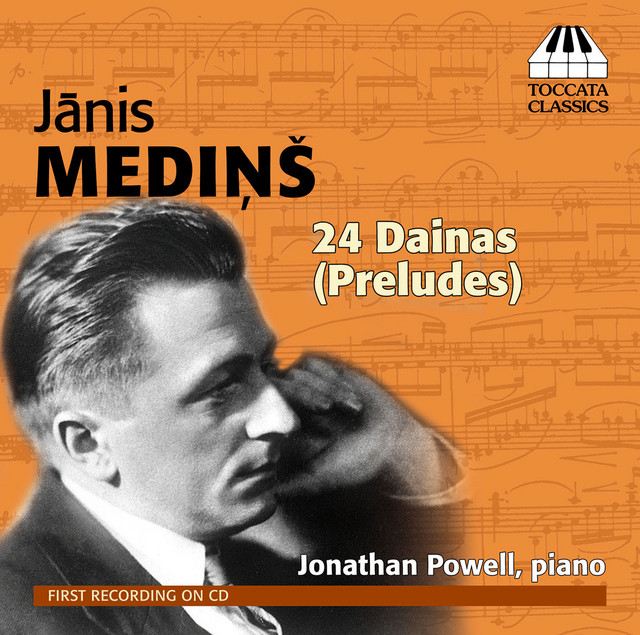 TOCCATA
CLASSICS
Jānis
MEDIŅŠ
24 Dainas
(Preludes)
Jonathan Powell, piano
FIRST RECORDING ON CD